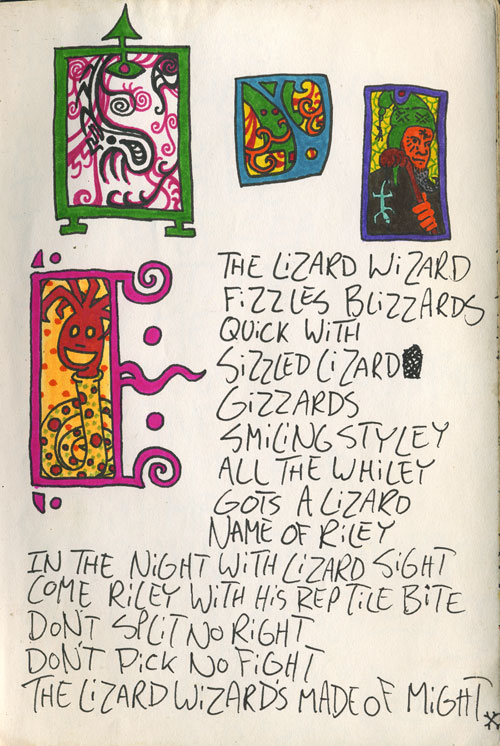 THE LIZARD WIZARD
FIZZLES BLIZZARDS
QUICK WITH
SIZZLED LIZARD
GIZZARDS
SMILING STYLEY
ALL THE WHILEY
GOTS A LIZARD
NAME OF RILEY
IN THE NIGHT WITH LIZARD SIGHT
COME RILEY WITH HIS REPTILE BITE
DON'T SPLIT NO RIGHT
DON'T PICK NO FIGHT
THE LIZARD WIZARD'S MADE OF MIGHT